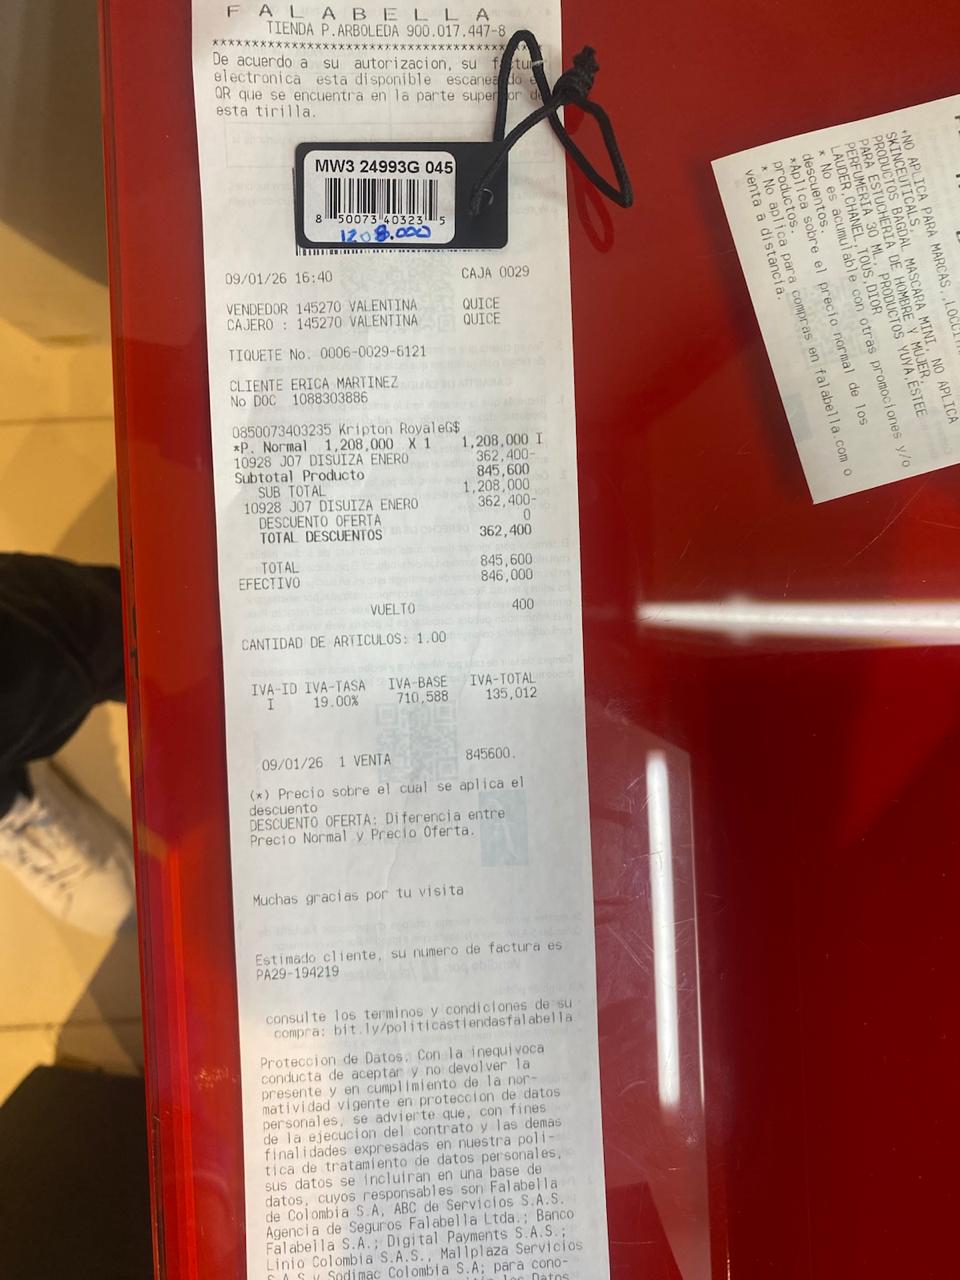 F A L A B E L L A
TIENDA P.ARBOLEDA 900.017.447-8
****************************************
De acuerdo a su autorizacion, su factura
electronica esta disponible escaneando e
QR que se encuentra en la parte superior de
esta tirilla.
MW3 24993G 045
8 50073 40323 5
1208.000
09/01/26 16:40 CAJA 0029
VENDEDOR 145270 VALENTINA QUICE
CAJERO : 145270 VALENTINA QUICE
TIQUETE No. 0006-0029-6121
CLIENTE ERICA MARTINEZ
No DOC 1088303886
0850073403235 Kripton RoyaleG$
*P. Normal 1,208,000 X 1 1,208,000 I
10928 J07 DISUIZA ENERO 362,400-
Subtotal Producto 845,600
SUB TOTAL 1,208,000
10928 J07 DISUIZA ENERO 362,400-
DESCUENTO OFERTA 0
TOTAL DESCUENTOS 362,400
TOTAL 845,600
EFECTIVO 846,000
VUELTO 400
CANTIDAD DE ARTICULOS: 1.00
IVA-ID IVA-TASA IVA-BASE IVA-TOTAL
I 19.00% 710,588 135,012
09/01/26 1 VENTA 845600.
(*) Precio sobre el cual se aplica el
descuento
DESCUENTO OFERTA: Diferencia entre
Precio Normal y Precio Oferta.
Muchas gracias por tu visita
Estimado cliente, su numero de factura es
PA29-194219
consulte los terminos y condiciones de su
compra: bit.ly/politicastiendasfalabella
Proteccion de Datos. Con la inequivoca
conducta de aceptar y no devolver la
presente y en cumplimiento de la nor-
matividad vigente en proteccion de datos
personales, se advierte que, con fines
de la ejecucion del contrato y las demas
finalidades expresadas en nuestra poli-
tica de tratamiento de datos personales,
sus datos se incluiran en una base de
datos, cuyos responsables son Falabella
de Colombia S.A, ABC de Servicios S.A.S.
Agencia de Seguros Falabella Ltda.; Banco
Falabella S.A.; Digital Payments S.A.S.;
Linio Colombia S.A.S., Mallplaza Servicios
S.A.S y Sodimac Colombia S.A; para cono-
los Datos
*NO APLICA PARA MARCAS,
SKINCEUTICALS,
PRODUCTOS BAGDAL MASCARA MINI, NO APLICA
PARA ESTUCHERIA DE HOMBRE Y MUJER,
PERFUMERIA 30 ML, PRODUCTOS YUYA,ESTEE
LAUDER,CHANEL,TOUS,DIOR
* No es acumulable con otras promociones y/o
descuentos.
*Aplica sobre el precio normal de los
productos.
* No aplica para compras en falabella.com o
venta a distancia.